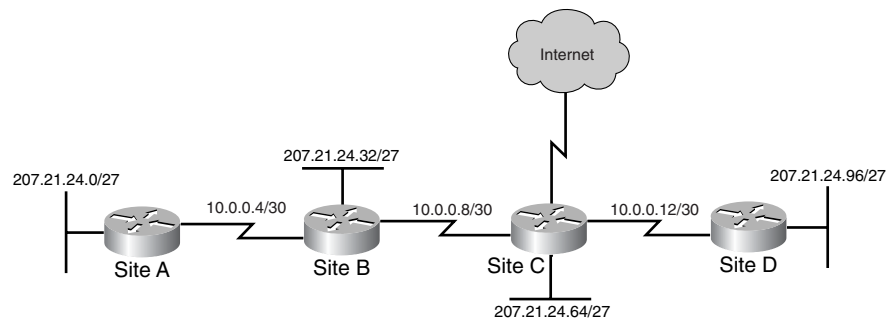 Internet
207.21.24.32/27
207.21.24.0/27
207.21.24.96/27
10.0.0.4/30
10.0.0.8/30
10.0.0.12/30
Site A
Site B
Site C
Site D
207.21.24.64/27